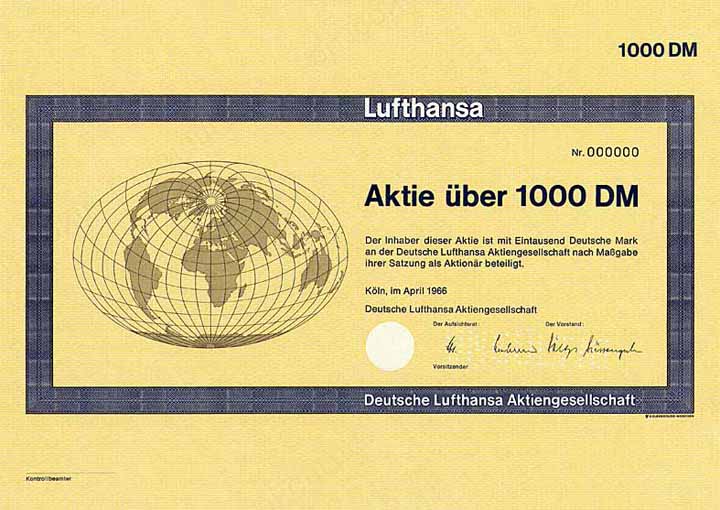 1000 DM
Lufthansa
Nr. 000000
Aktie über 1000 DM
Der Inhaber dieser Aktie ist mit Eintausend Deutsche Mark
an der Deutsche Lufthansa Aktiengesellschaft nach Maßgabe
ihrer Satzung als Aktionär beteiligt.
Köln, im April 1966
Deutsche Lufthansa Aktiengesellschaft
Der Aufsichtsrat: Der Vorstand:
Vorsitzender
Deutsche Lufthansa Aktiengesellschaft
Kontrollbeamter